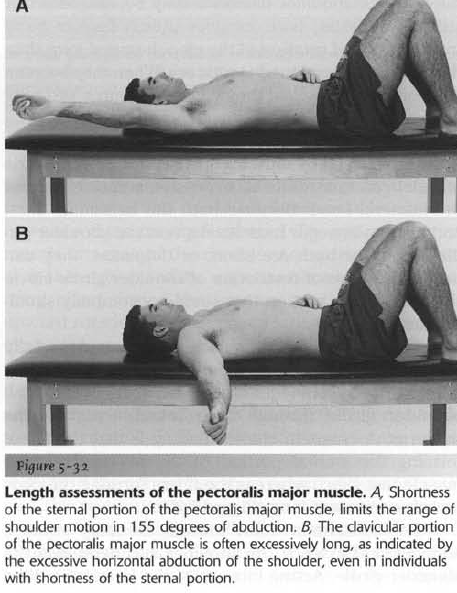 A
B
Figure 5-32
Length assessments of the pectoralis major muscle. A, Shortness
of the sternal portion of the pectoralis major muscle, limits the range of
shoulder motion in 155 degrees of abduction. B, The clavicular portion
of the pectoralis major muscle is often excessively long, as indicated by
the excessive horizontal abduction of the shoulder, even in individuals
with shortness of the sternal portion.